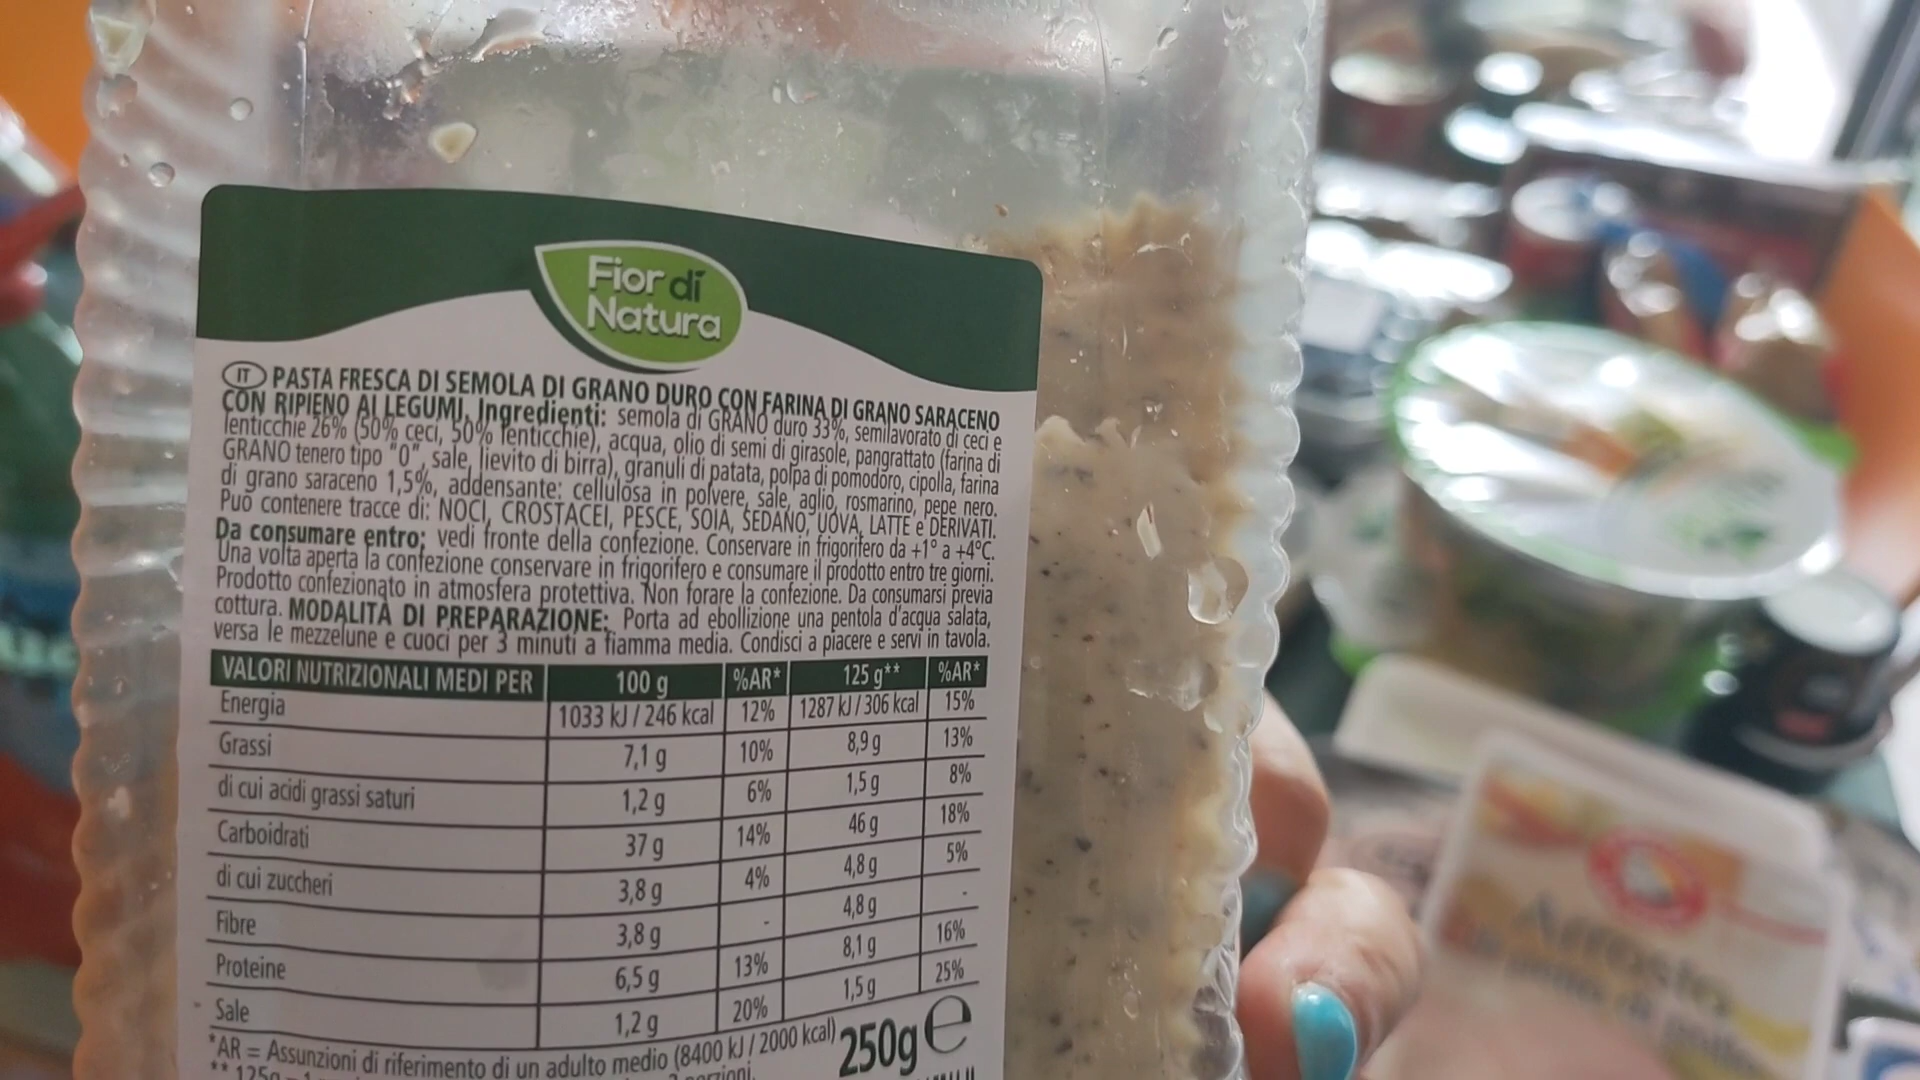 Fior di
Natura
IT PASTA FRESCA DI SEMOLA DI GRANO DURO CON FARINA DI GRANO SARACENO
CON RIPIENO AI LEGUMI. Ingredienti: semola di GRANO duro 33%, semilavorato di ceci e
lenticchie 26% (50% ceci, 50% lenticchie), acqua, olio di semi di girasole, pangrattato (farina di
GRANO tenero tipo "0", sale, lievito di birra), granuli di patata, polpa di pomodoro, cipolla, farina
di grano saraceno 1,5%, addensante: cellulosa in polvere, sale, aglio, rosmarino, pepe nero.
Può contenere tracce di: NOCI, CROSTACEI, PESCE, SOIA, SEDANO, UOVA, LATTE e DERIVATI.
Da consumare entro: vedi fronte della confezione. Conservare in frigorifero da +1° a +4°C.
Una volta aperta la confezione conservare in frigorifero e consumare il prodotto entro tre giorni.
Prodotto confezionato in atmosfera protettiva. Non forare la confezione. Da consumarsi previa
cottura. MODALITÀ DI PREPARAZIONE: Porta ad ebollizione una pentola d'acqua salata,
versa le mezzelune e cuoci per 3 minuti a fiamma media. Condisci a piacere e servi in tavola.
VALORI NUTRIZIONALI MEDI PER 100 g %AR* 125 g** %AR*
Energia 1033 kJ / 246 kcal 12% 1287 kJ / 306 kcal 15%
Grassi 7,1 g 10% 8,9 g 13%
di cui acidi grassi saturi 1,2 g 6% 1,5 g 8%
Carboidrati 37 g 14% 46 g 18%
di cui zuccheri 3,8 g 4% 4,8 g 5%
Fibre 3,8 g - 4,8 g -
Proteine 6,5 g 13% 8,1 g 16%
Sale 1,2 g 20% 1,5 g 25%
*AR = Assunzioni di riferimento di un adulto medio (8400 kJ / 2000 kcal)
** 125g
250g e